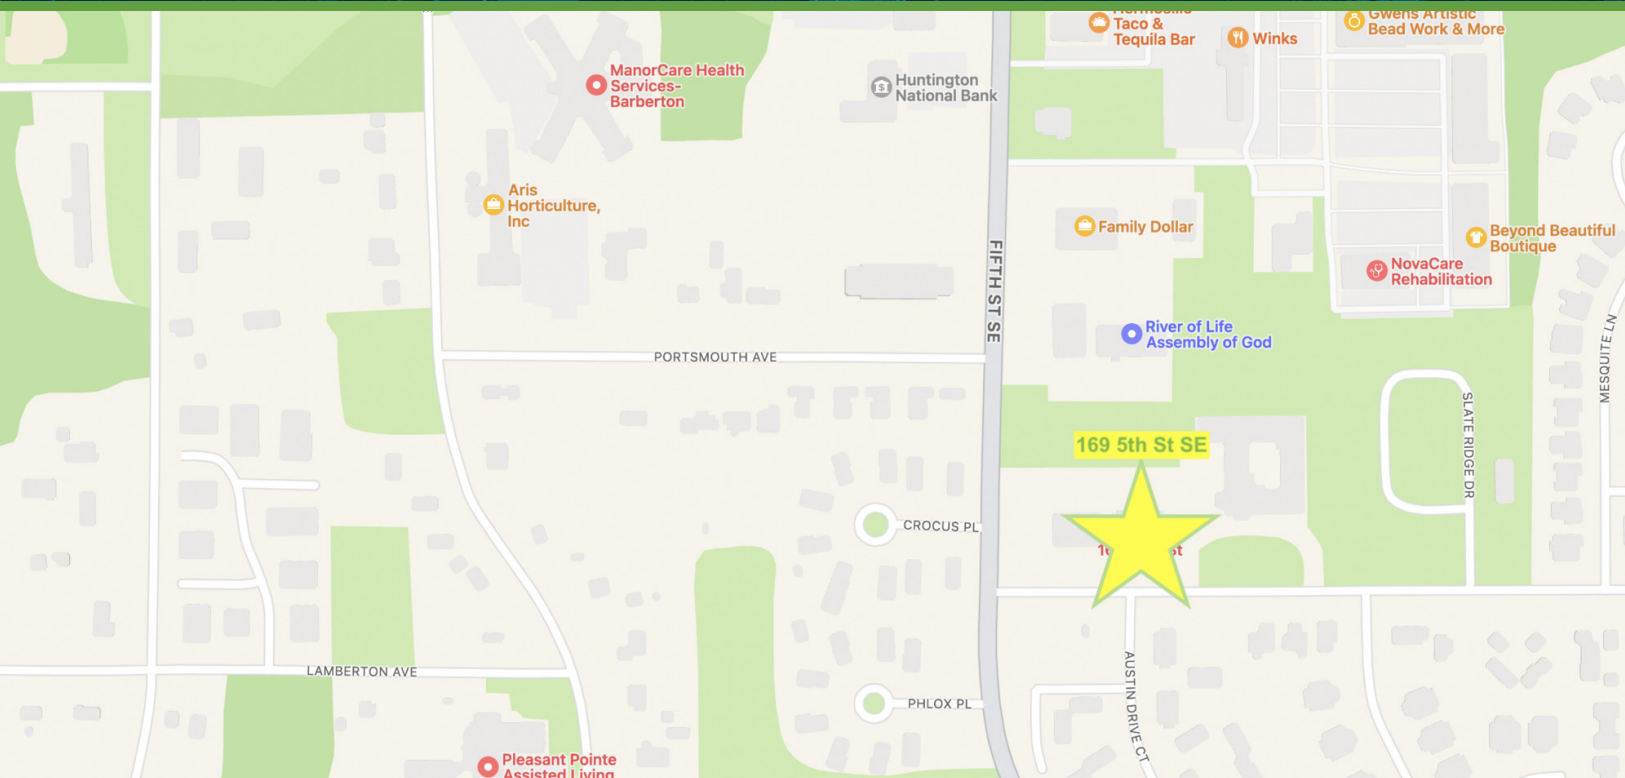 Taco &
Tequila Bar
Winks
Gwens Artistic
Bead Work & More
ManorCare Health
Services-
Barberton
Huntington
National Bank
Aris
Horticulture,
Inc
Family Dollar
Beyond Beautiful
Boutique
NovaCare
Rehabilitation
FIFTH ST SE
River of Life
Assembly of God
MESQUITE LN
PORTSMOUTH AVE
SLATE RIDGE DR
169 5th St SE
CROCUS PL
LAMBERTON AVE
AUSTIN DRIVE CT
PHLOX PL
Pleasant Pointe
Assisted Living